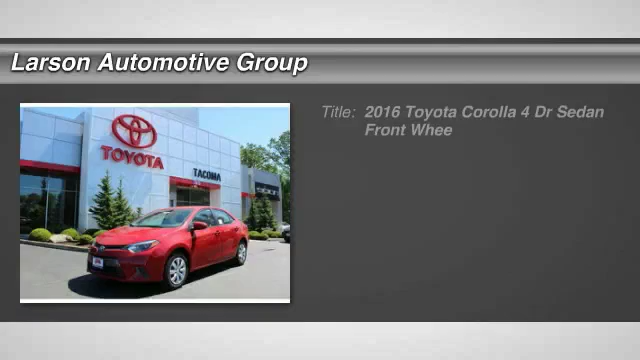 Larson Automotive Group
Title: 2016 Toyota Corolla 4 Dr Sedan
Front Whee
TOYOTA
TACOMA